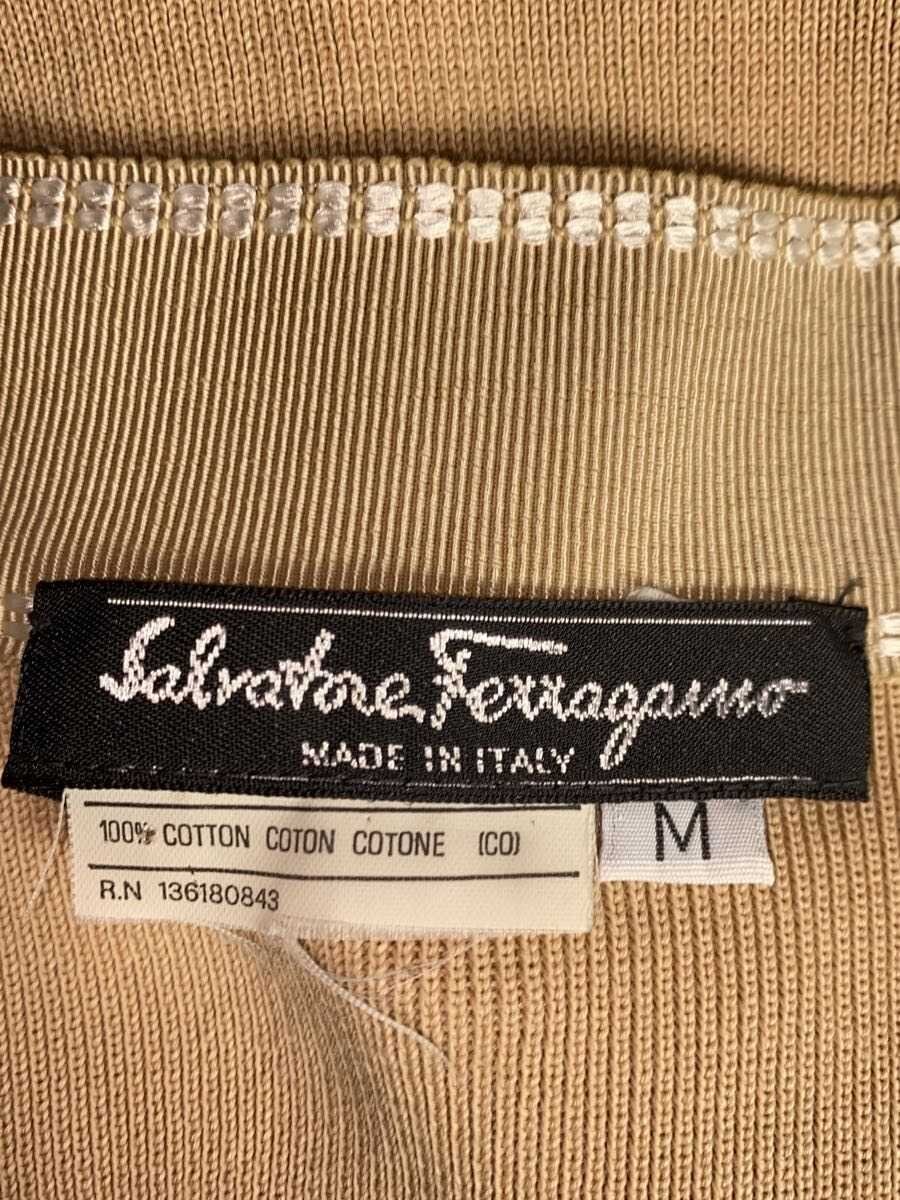 Salvatore Ferragamo
MADE IN ITALY
100% COTTON COTON COTONE (CO)
R.N 136180843
M